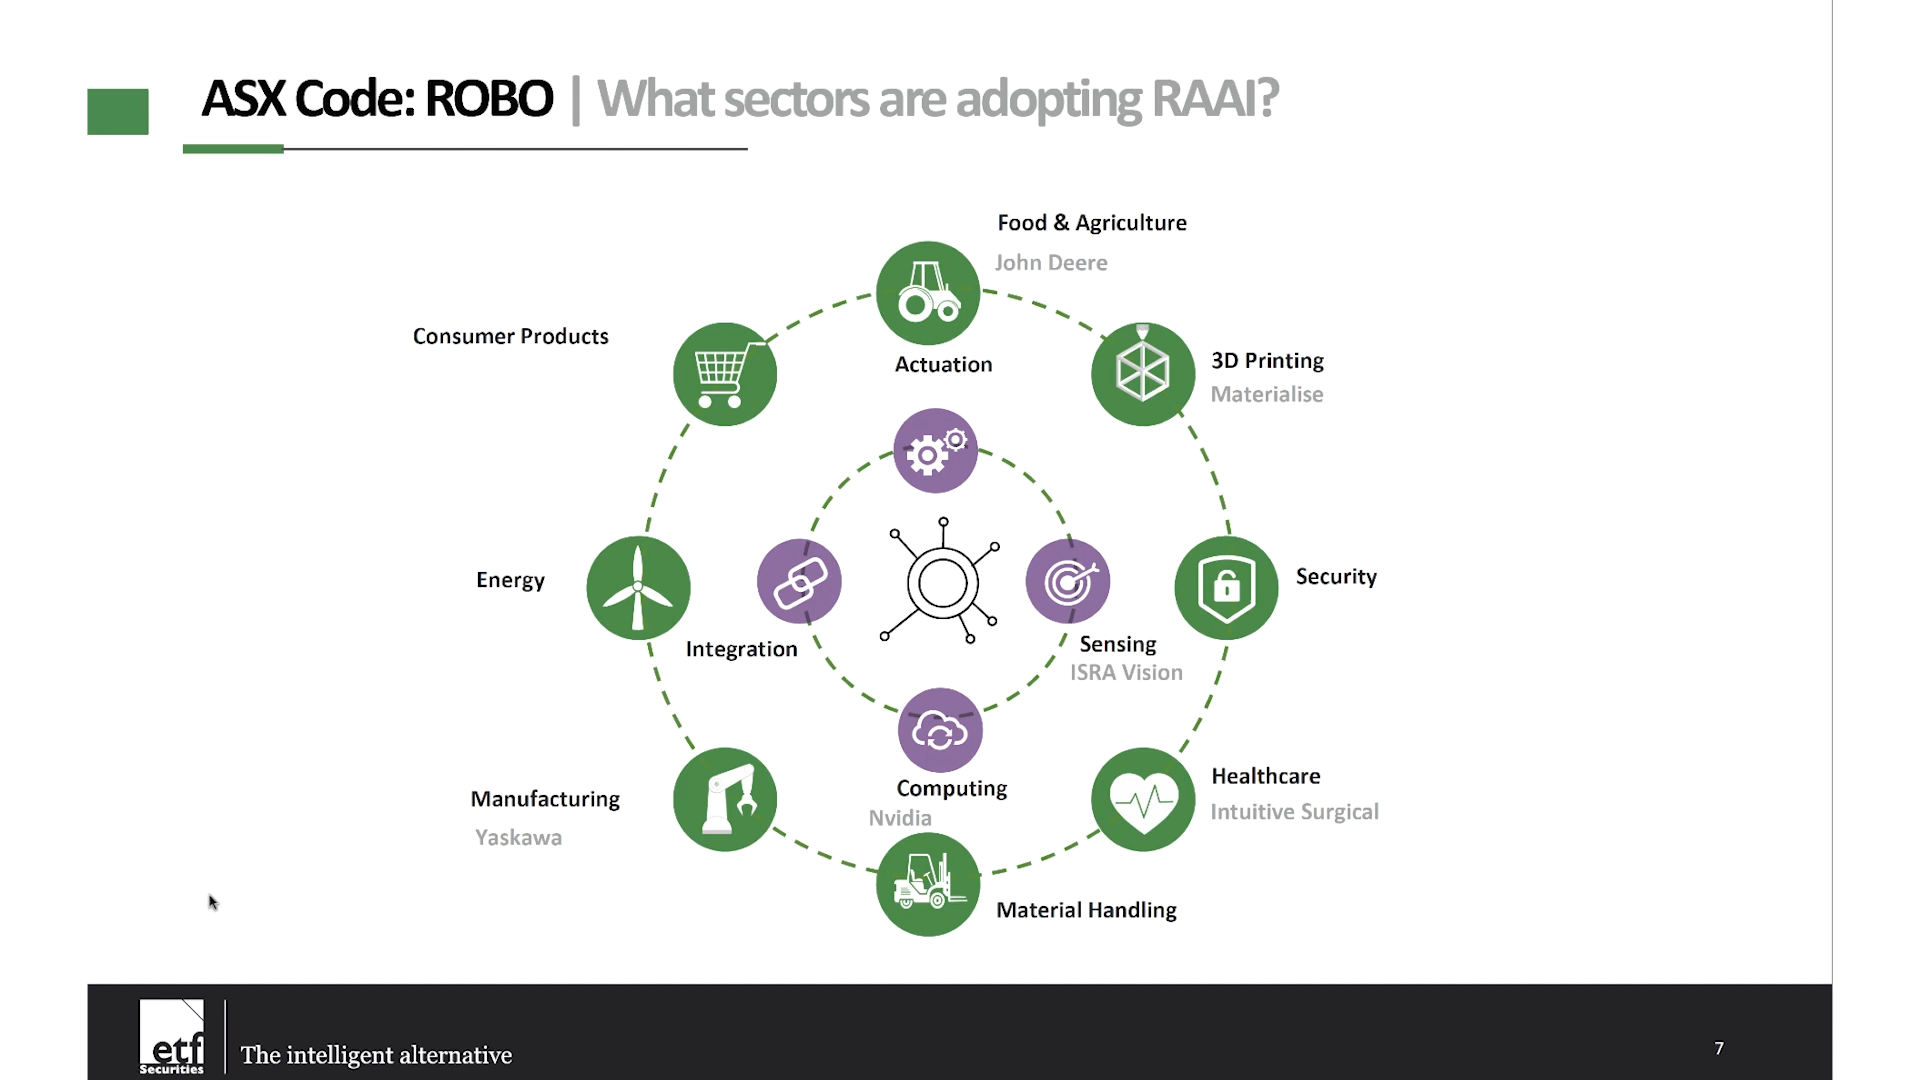 ASX Code: ROBO | What sectors are adopting RAAI?
Food & Agriculture
John Deere
Consumer Products
Actuation
3D Printing
Materialise
Energy
Security
Integration
Sensing
ISRA Vision
Computing
Nvidia
Healthcare
Intuitive Surgical
Manufacturing
Yaskawa
Material Handling
etf
Securities
The intelligent alternative
7